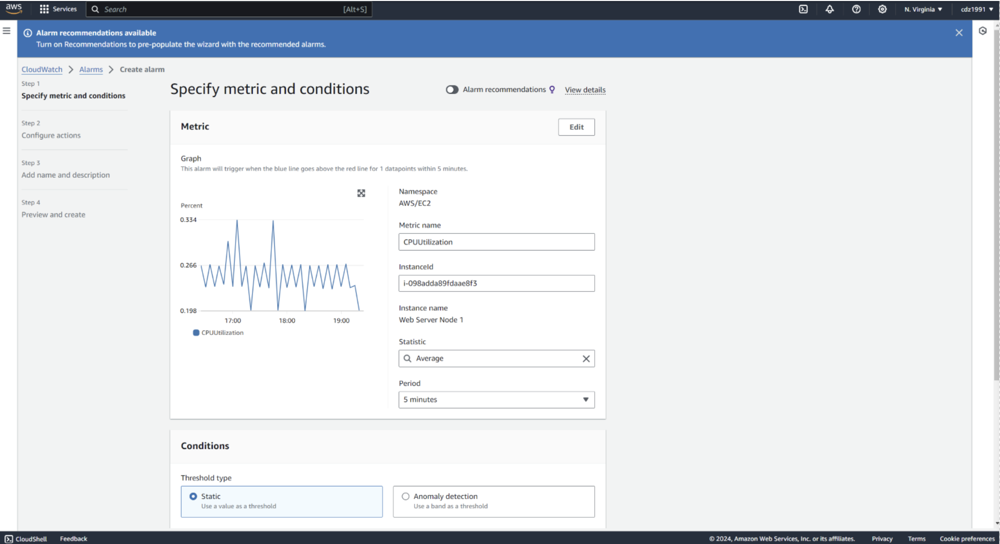 aws
Services
Search
[Alt+S]
N. Virginia
cdz1991
Alarm recommendations available
Turn on Recommendations to pre-populate the wizard with the recommended alarms.
CloudWatch
Alarms
Create alarm
Step 1
Specify metric and conditions
Step 2
Configure actions
Step 3
Add name and description
Step 4
Preview and create
Specify metric and conditions
Alarm recommendations
View details
Metric
Edit
Graph
This alarm will trigger when the blue line goes above the red line for 1 datapoints within 5 minutes.
Percent
0.334
0.266
0.198
17:00
18:00
19:00
CPUUtilization
Namespace
AWS/EC2
Metric name
CPUUtilization
InstanceId
i-098adda89fdaae8f3
Instance name
Web Server Node 1
Statistic
Average
Period
5 minutes
Conditions
Threshold type
Static
Use a value as a threshold
Anomaly detection
Use a band as a threshold
CloudShell
Feedback
© 2024, Amazon Web Services, Inc. or its affiliates.
Privacy
Terms
Cookie preferences